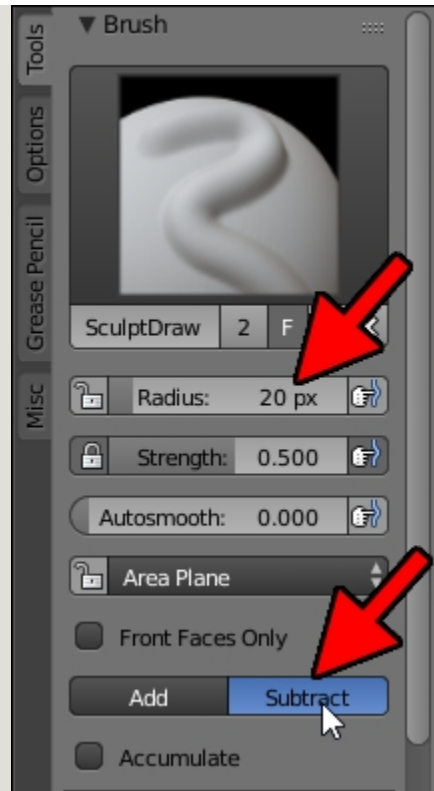 Brush
Tools
Options
Grease Pencil
Misc
SculptDraw 2 F
Radius: 20 px
Strength: 0.500
Autosmooth: 0.000
Area Plane
Front Faces Only
Add Subtract
Accumulate